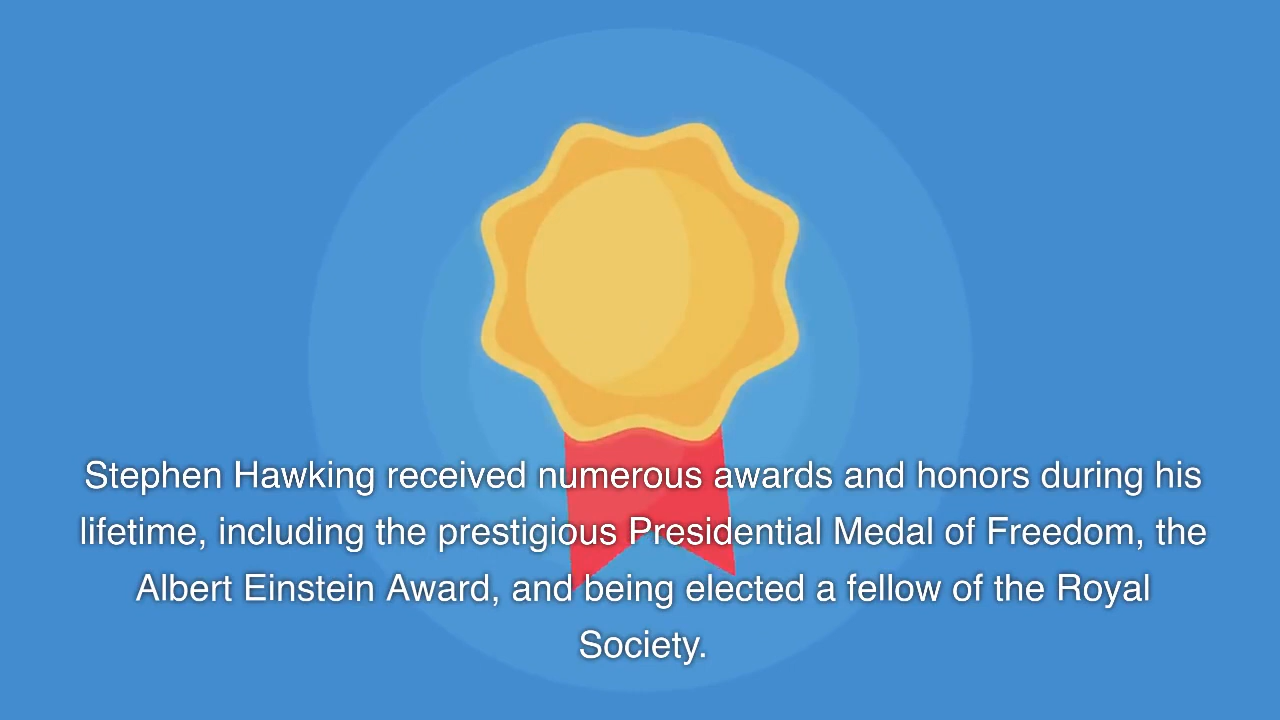 Stephen Hawking received numerous awards and honors during his
lifetime, including the prestigious Presidential Medal of Freedom, the
Albert Einstein Award, and being elected a fellow of the Royal
Society.